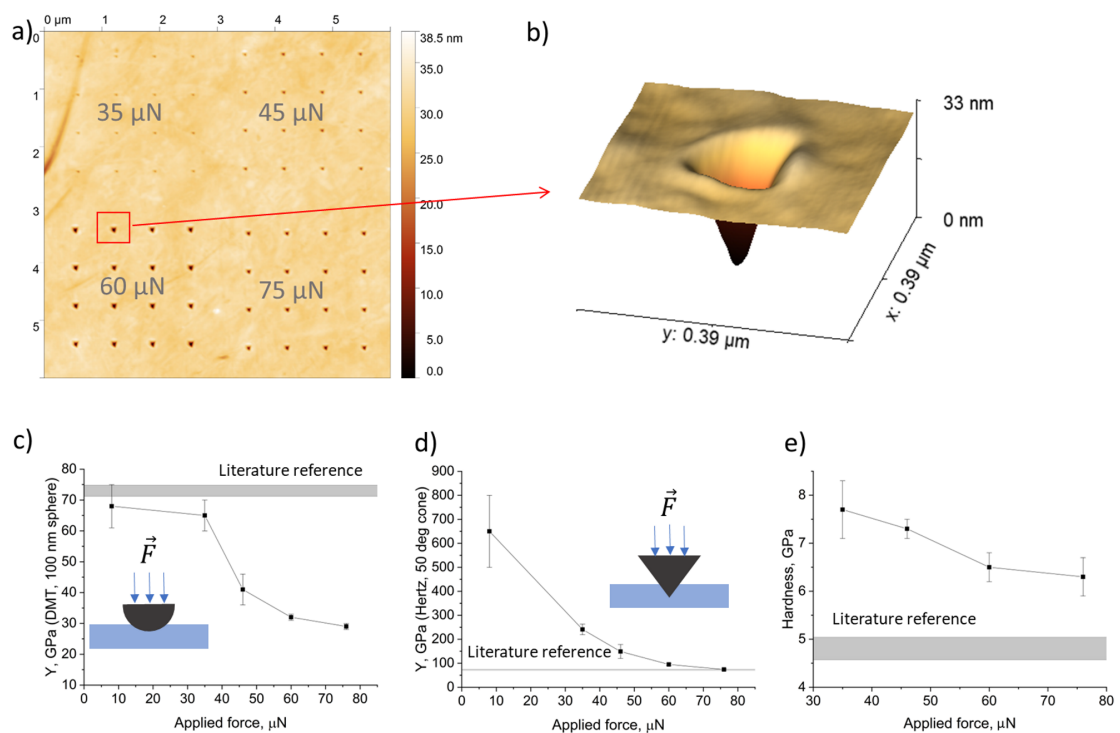 a)
0 µm 1 2 3 4 5
0
1
2
3
4
5
35 µN
45 µN
60 µN
75 µN
38.5 nm
35.0
30.0
25.0
20.0
15.0
10.0
5.0
0.0
b)
33 nm
0 nm
x: 0.39 µm
y: 0.39 µm
c)
Literature reference
F
Y, GPa (DMT, 100 nm sphere)
80
70
60
50
40
30
20
10
0 10 20 30 40 50 60 70 80
Applied force, µN
d)
F
Literature reference
Y, GPa (Hertz, 50 deg cone)
900
800
700
600
500
400
300
200
100
0
0 10 20 30 40 50 60 70 80
Applied force, µN
e)
Literature reference
Hardness, GPa
8
7
6
5
4
30 40 50 60 70 80
Applied force, µN